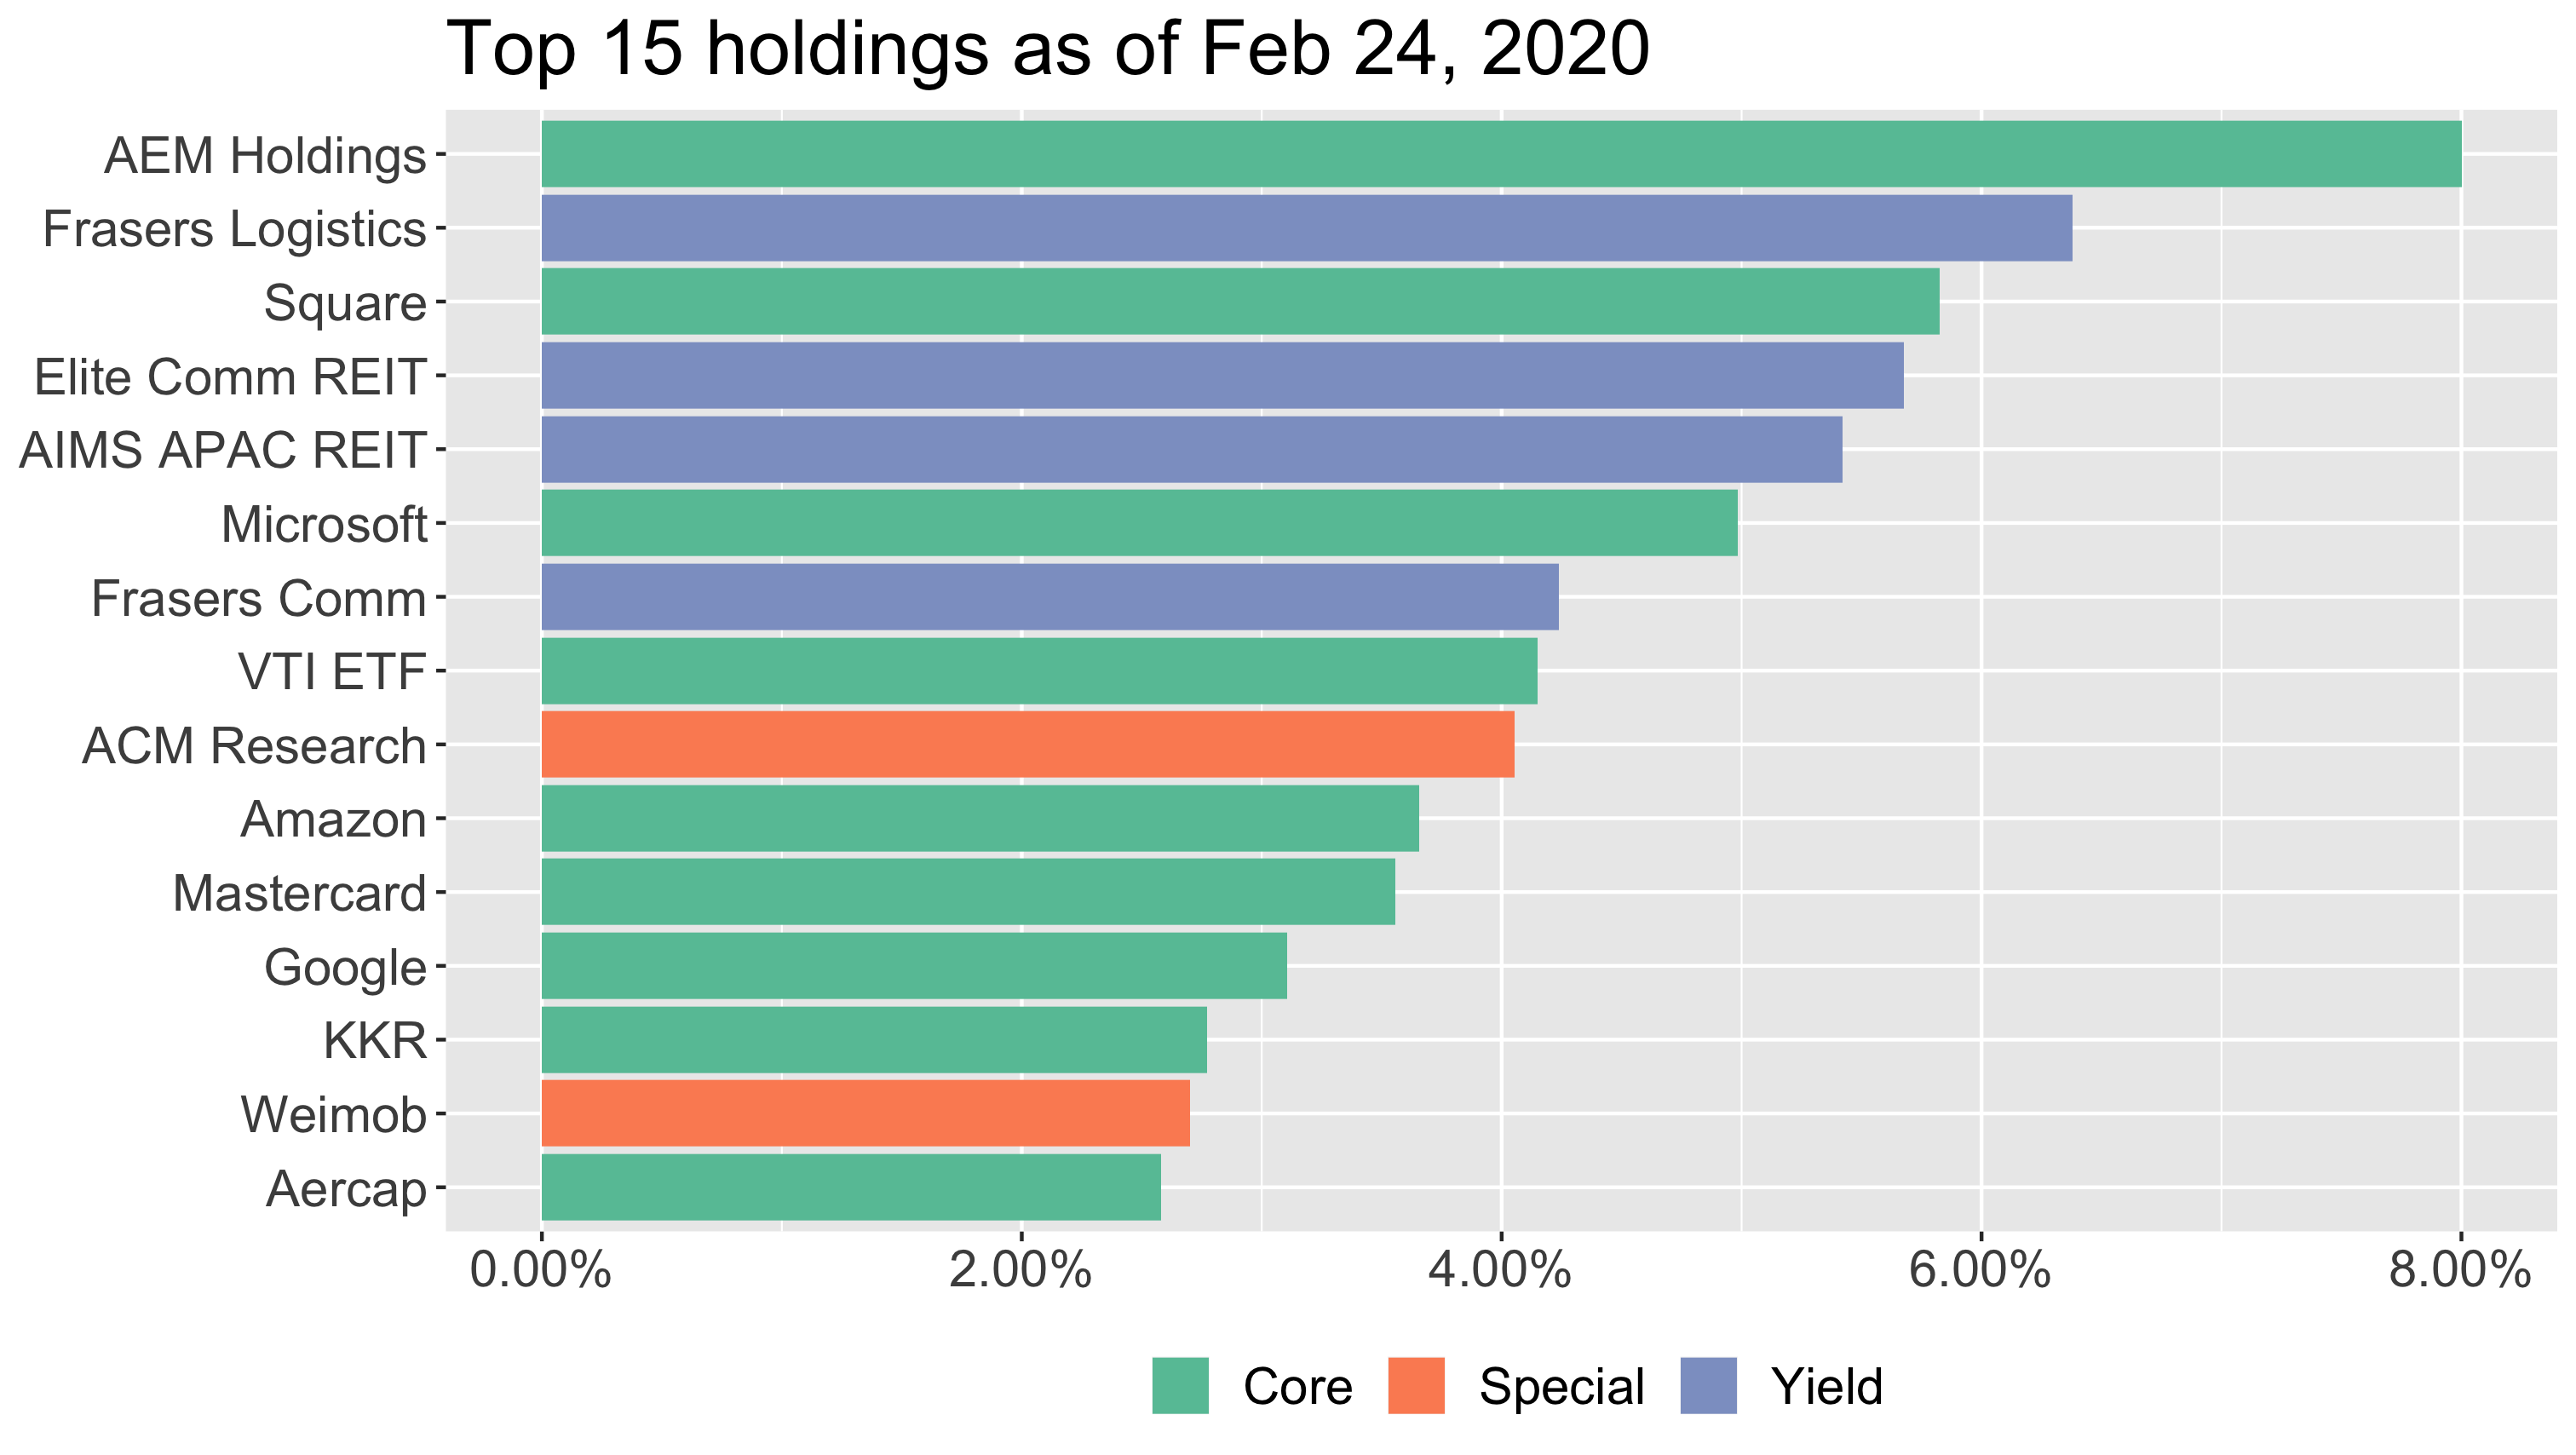 Top 15 holdings as of Feb 24, 2020
AEM Holdings
Frasers Logistics
Square
Elite Comm REIT
AIMS APAC REIT
Microsoft
Frasers Comm
VTI ETF
ACM Research
Amazon
Mastercard
Google
KKR
Weimob
Aercap
0.00% 2.00% 4.00% 6.00% 8.00%
Core Special Yield